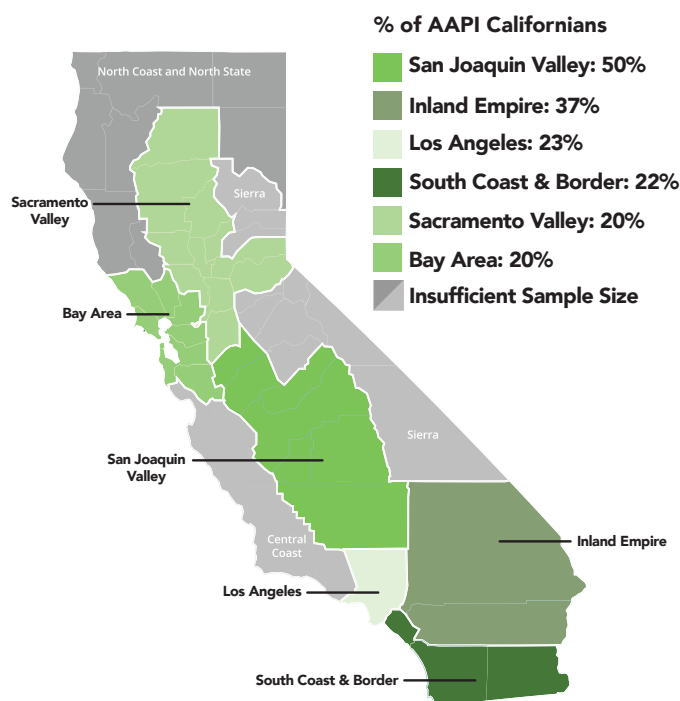 % of AAPI Californians
San Joaquin Valley: 50%
Inland Empire: 37%
Los Angeles: 23%
South Coast & Border: 22%
Sacramento Valley: 20%
Bay Area: 20%
Insufficient Sample Size
North Coast and North State
Sierra
Sacramento
Valley
Bay Area
Sierra
San Joaquin
Valley
Central
Coast
Inland Empire
Los Angeles
South Coast & Border